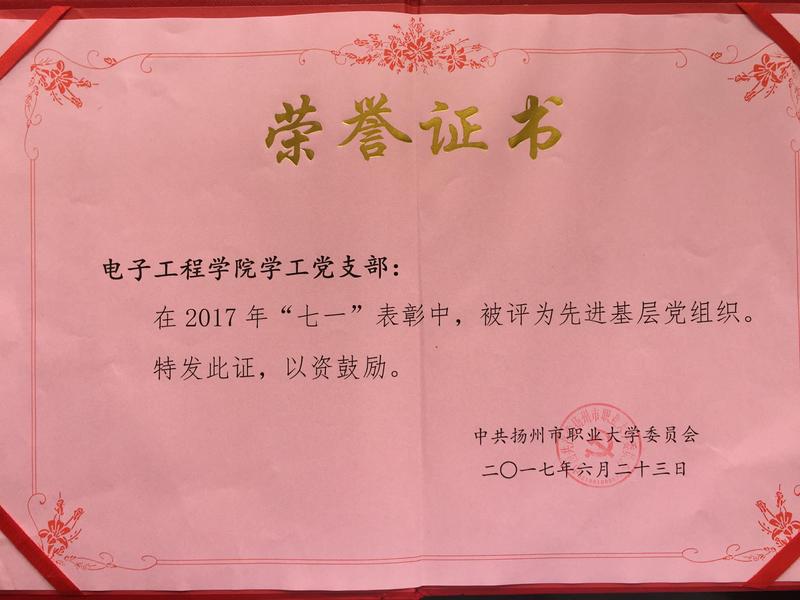 荣誉证书
电子工程学院学工党支部：
在2017年“七一”表彰中，被评为先进基层党组织。
特发此证，以资鼓励。
中共扬州市职业大学委员会
二〇一七年六月二十三日